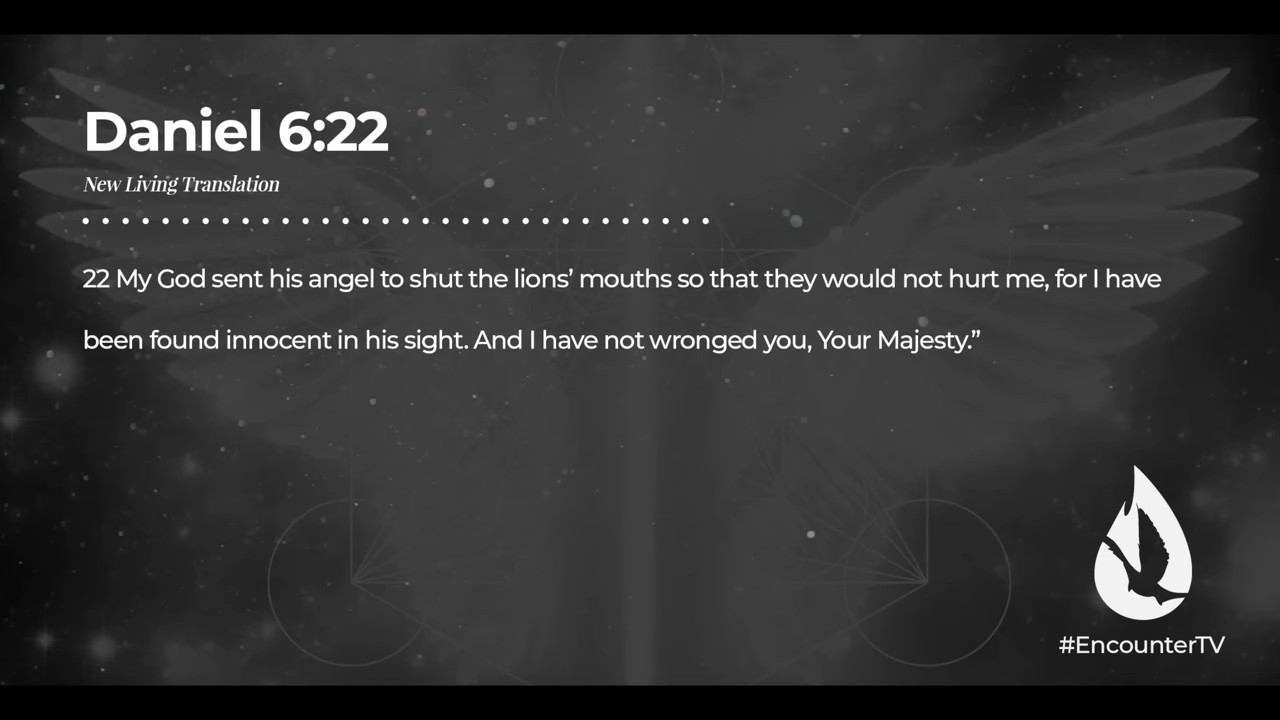 Daniel 6:22
New Living Translation
22 My God sent his angel to shut the lions’ mouths so that they would not hurt me, for I have
been found innocent in his sight. And I have not wronged you, Your Majesty.”
#EncounterTV